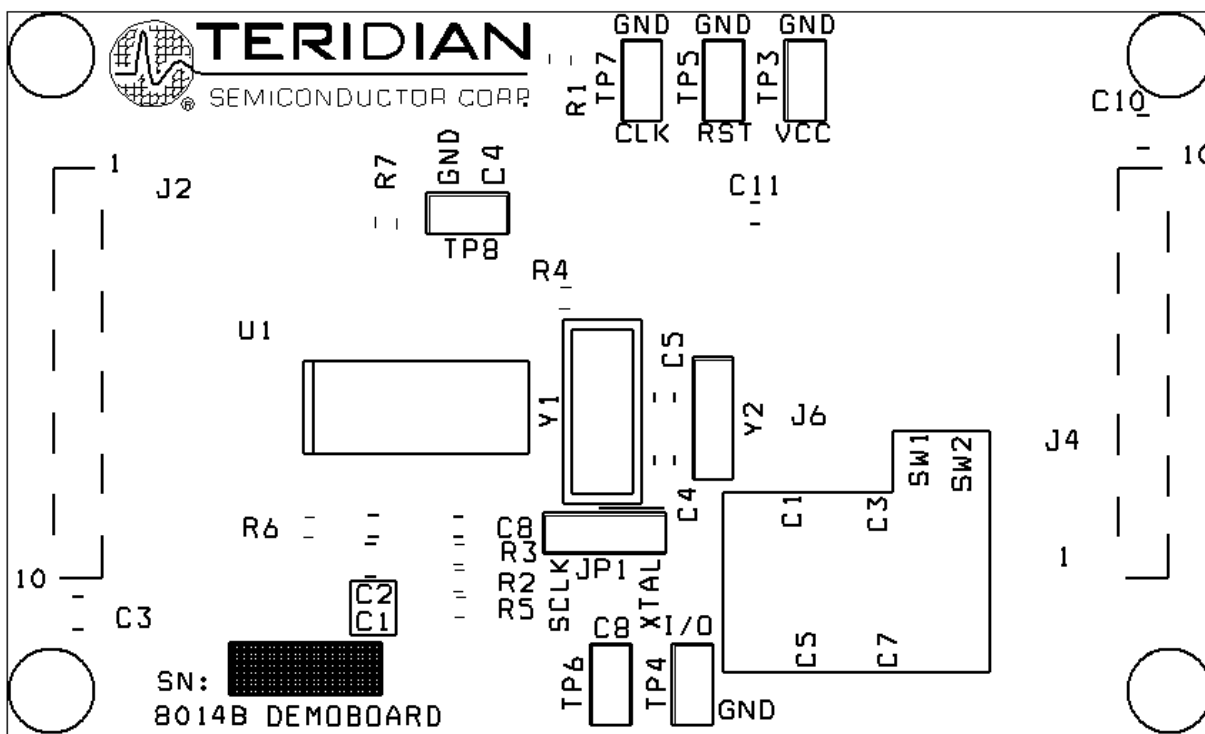 TERIDIAN
®
SEMICONDUCTOR CORP.
GND GND GND
TP7 TP5 TP3
CLK RST VCC
R1
C10
1
J2
R7
GND C4
TP8
C11
10
R4
U1
C5
Y1
Y2
J6
J4
SW1
SW2
C4
C1
C3
R6
C8
R3
JP1
R2
R5
SCLK
XTAL
1
10
C3
C2
C1
C8
I/O
TP6
TP4
GND
C5
C7
SN:
8014B DEMOBOARD